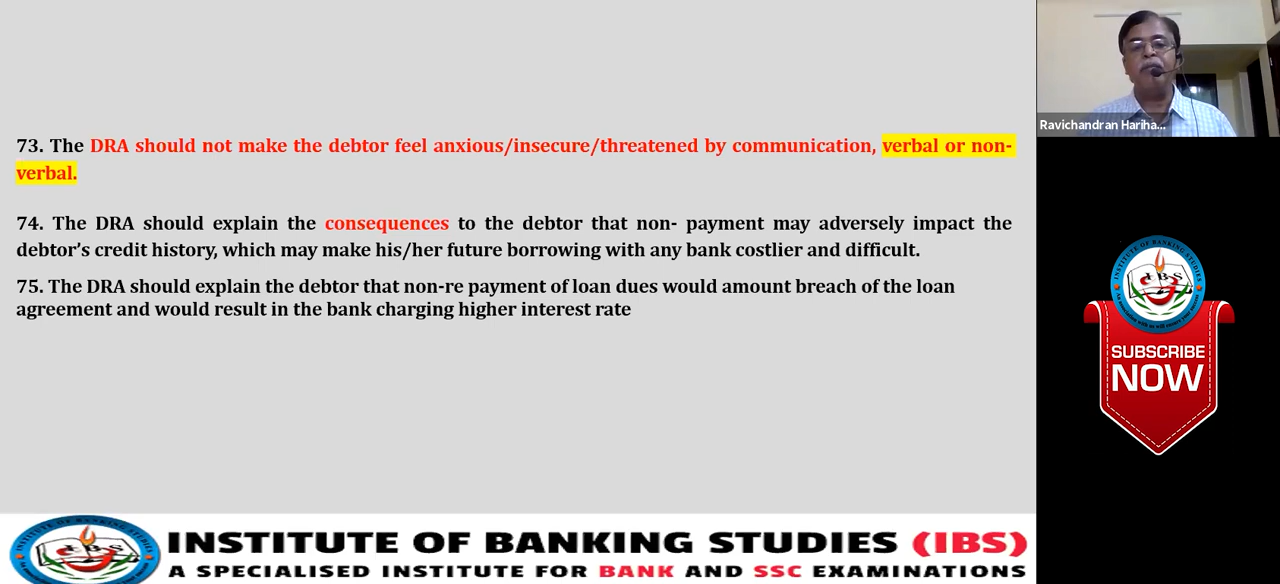 73. The DRA should not make the debtor feel anxious/insecure/threatened by communication, verbal or non-
verbal.
74. The DRA should explain the consequences to the debtor that non- payment may adversely impact the
debtor’s credit history, which may make his/her future borrowing with any bank costlier and difficult.
75. The DRA should explain the debtor that non-re payment of loan dues would amount breach of the loan
agreement and would result in the bank charging higher interest rate
Ravichandran Hariha...
INSTITUTE OF BANKING STUDIES
IBS
SUBSCRIBE
NOW
INSTITUTE OF BANKING STUDIES (IBS)
A SPECIALISED INSTITUTE FOR BANK AND SSC EXAMINATIONS